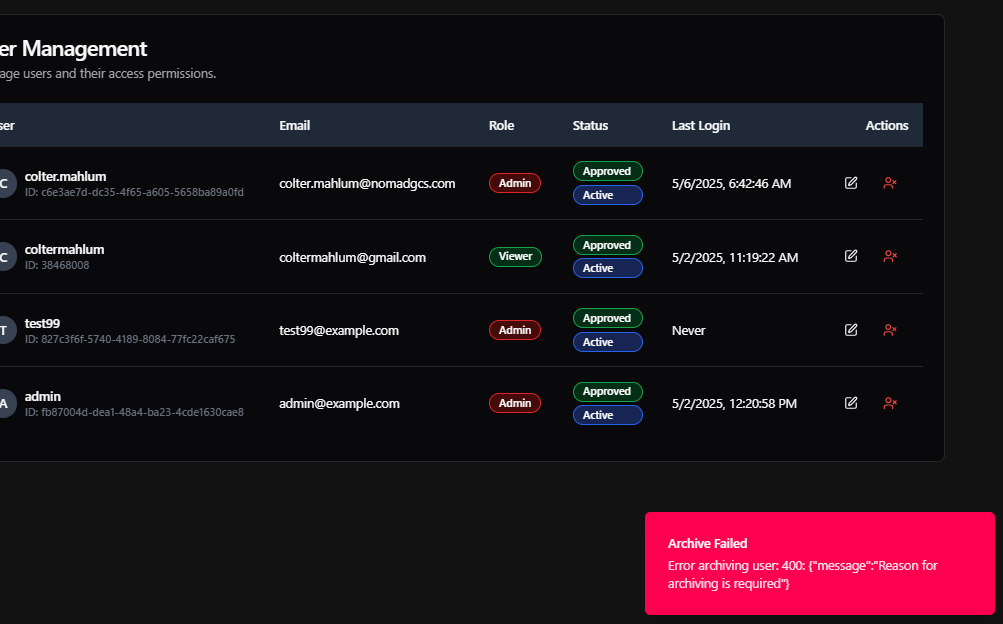 er Management
age users and their access permissions.
ser Email Role Status Last Login Actions
C colter.mahlum
ID: c6e3ae7d-dc35-4f65-a605-5658ba89a0fd
colter.mahlum@nomadgcs.com Admin Approved
Active
5/6/2025, 6:42:46 AM
C coltermahlum
ID: 38468008
coltermahlum@gmail.com Viewer Approved
Active
5/2/2025, 11:19:22 AM
T test99
ID: 827c3f6f-5740-4189-8084-77fc22caf675
test99@example.com Admin Approved
Active
Never
A admin
ID: fb87004d-dea1-48a4-ba23-4cde1630cae8
admin@example.com Admin Approved
Active
5/2/2025, 12:20:58 PM
Archive Failed
Error archiving user: 400: {"message":"Reason for
archiving is required"}